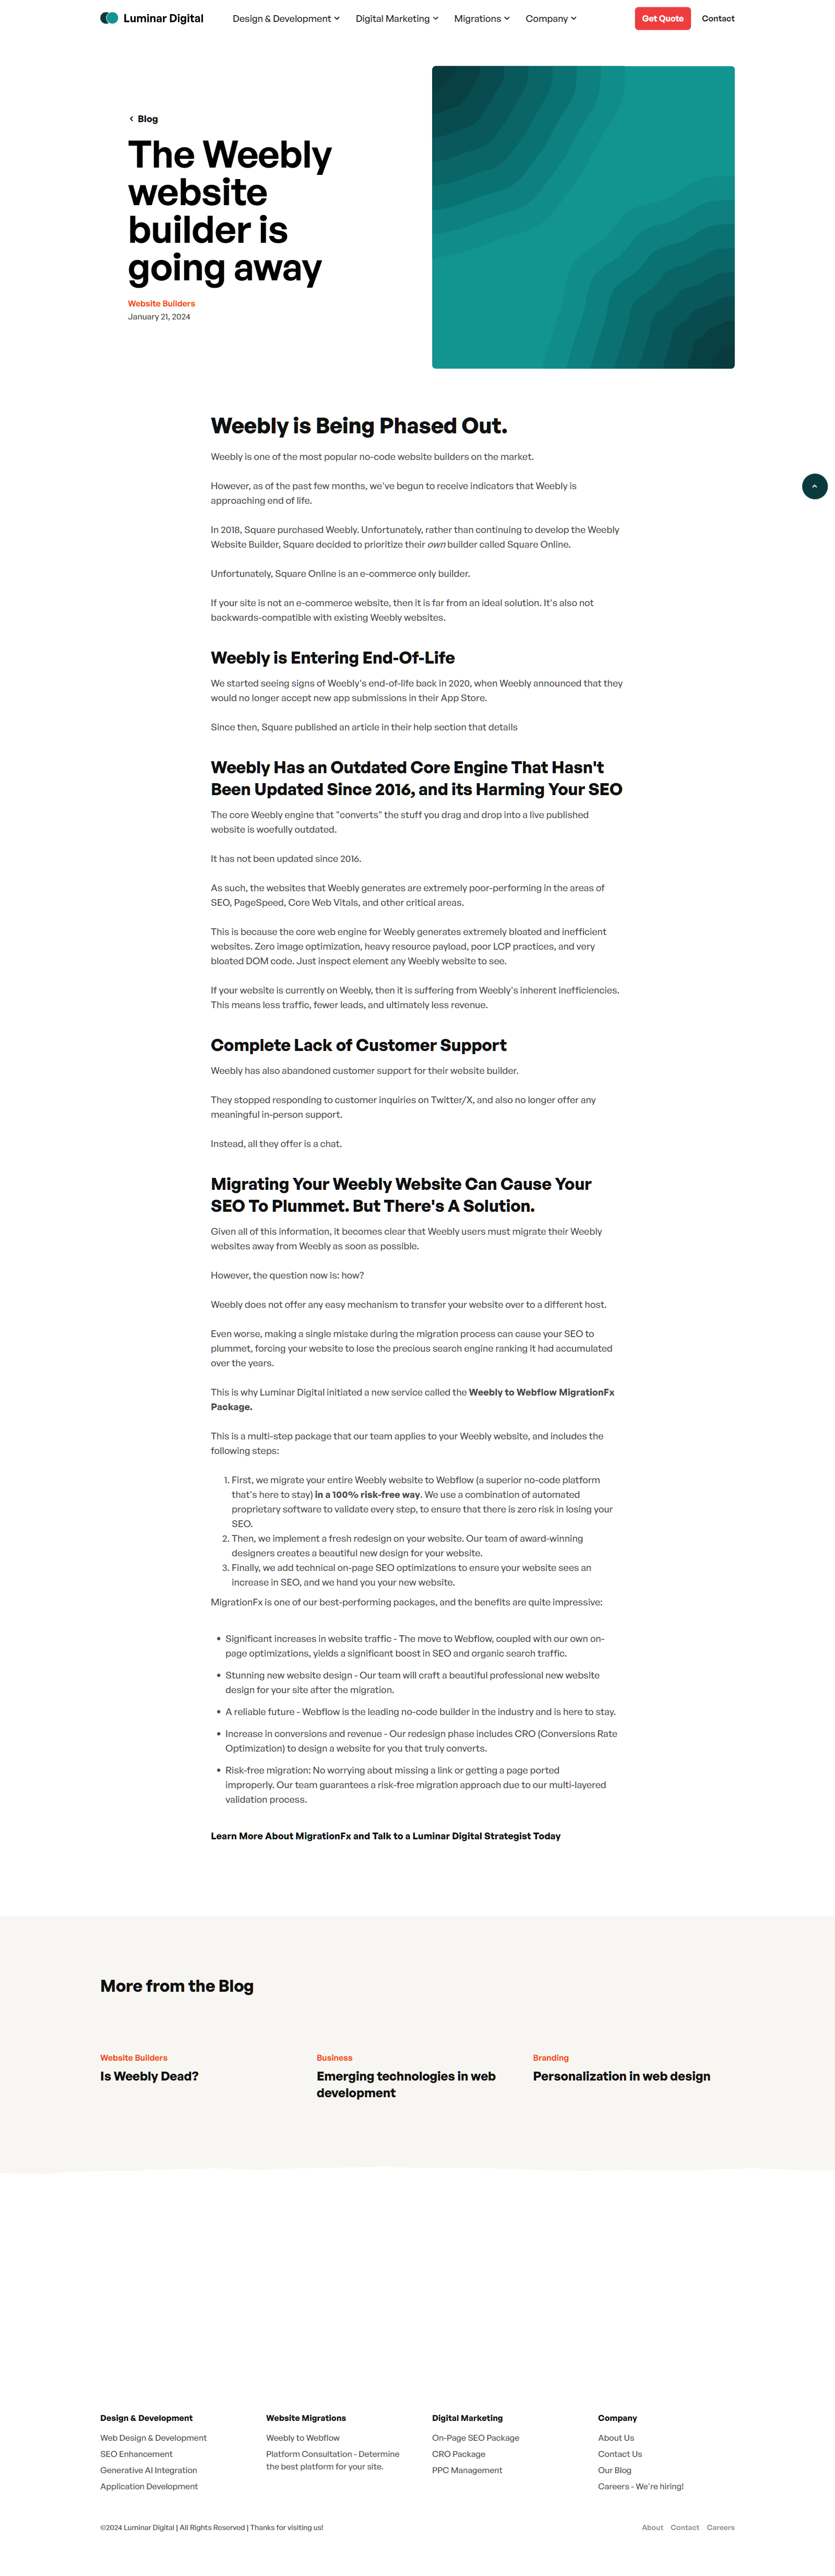 Luminar Digital
Design & Development
Digital Marketing
Migrations
Company
Get Quote
Contact
Blog
The Weebly
website
builder is
going away
Website Builders
January 21, 2024
Weebly is Being Phased Out.
Weebly is one of the most popular no-code website builders on the market.
However, as of the past few months, we've begun to receive indicators that Weebly is
approaching end of life.
In 2018, Square purchased Weebly. Unfortunately, rather than continuing to develop the Weebly
Website Builder, Square decided to prioritize their own builder called Square Online.
Unfortunately, Square Online is an e-commerce only builder.
If your site is not an e-commerce website, then it is far from an ideal solution. It's also not
backwards-compatible with existing Weebly websites.
Weebly is Entering End-Of-Life
We started seeing signs of Weebly's end-of-life back in 2020, when Weebly announced that they
would no longer accept new app submissions in their App Store.
Since then, Square published an article in their help section that details
Weebly Has an Outdated Core Engine That Hasn't
Been Updated Since 2016, and its Harming Your SEO
The core Weebly engine that "converts" the stuff you drag and drop into a live published
website is woefully outdated.
It has not been updated since 2016.
As such, the websites that Weebly generates are extremely poor-performing in the areas of
SEO, PageSpeed, Core Web Vitals, and other critical areas.
This is because the core web engine for Weebly generates extremely bloated and inefficient
websites. Zero image optimization, heavy resource payload, poor LCP practices, and very
bloated DOM code. Just inspect element any Weebly website to see.
If your website is currently on Weebly, then it is suffering from Weebly's inherent inefficiencies.
This means less traffic, fewer leads, and ultimately less revenue.
Complete Lack of Customer Support
Weebly has also abandoned customer support for their website builder.
They stopped responding to customer inquiries on Twitter/X, and also no longer offer any
meaningful in-person support.
Instead, all they offer is a chat.
Migrating Your Weebly Website Can Cause Your
SEO To Plummet. But There's A Solution.
Given all of this information, it becomes clear that Weebly users must migrate their Weebly
websites away from Weebly as soon as possible.
However, the question now is: how?
Weebly does not offer any easy mechanism to transfer your website over to a different host.
Even worse, making a single mistake during the migration process can cause your SEO to
plummet, forcing your website to lose the precious search engine ranking it had accumulated
over the years.
This is why Luminar Digital initiated a new service called the Weebly to Webflow MigrationFx
Package.
This is a multi-step package that our team applies to your Weebly website, and includes the
following steps:
1. First, we migrate your entire Weebly website to Webflow (a superior no-code platform
that's here to stay) in a 100% risk-free way. We use a combination of automated
proprietary software to validate every step, to ensure that there is zero risk in losing your
SEO.
2. Then, we implement a fresh redesign on your website. Our team of award-winning
designers creates a beautiful new design for your website.
3. Finally, we add technical on-page SEO optimizations to ensure your website sees an
increase in SEO, and we hand you your new website.
MigrationFx is one of our best-performing packages, and the benefits are quite impressive:
• Significant increases in website traffic - The move to Webflow, coupled with our own on-
page optimizations, yields a significant boost in SEO and organic search traffic.
• Stunning new website design - Our team will craft a beautiful professional new website
design for your site after the migration.
• A reliable future - Webflow is the leading no-code builder in the industry and is here to stay.
• Increase in conversions and revenue - Our redesign phase includes CRO (Conversions Rate
Optimization) to design a website for you that truly converts.
• Risk-free migration: No worrying about missing a link or getting a page ported
improperly. Our team guarantees a risk-free migration approach due to our multi-layered
validation process.
Learn More About MigrationFx and Talk to a Luminar Digital Strategist Today
More from the Blog
Website Builders
Is Weebly Dead?
Business
Emerging technologies in web
development
Branding
Personalization in web design
Design & Development
Web Design & Development
SEO Enhancement
Generative AI Integration
Application Development
Website Migrations
Weebly to Webflow
Platform Consultation - Determine
the best platform for your site.
Digital Marketing
On-Page SEO Package
CRO Package
PPC Management
Company
About Us
Contact Us
Our Blog
Careers - We're hiring!
©2024 Luminar Digital | All Rights Reserved | Thanks for visiting us!
About
Contact
Careers